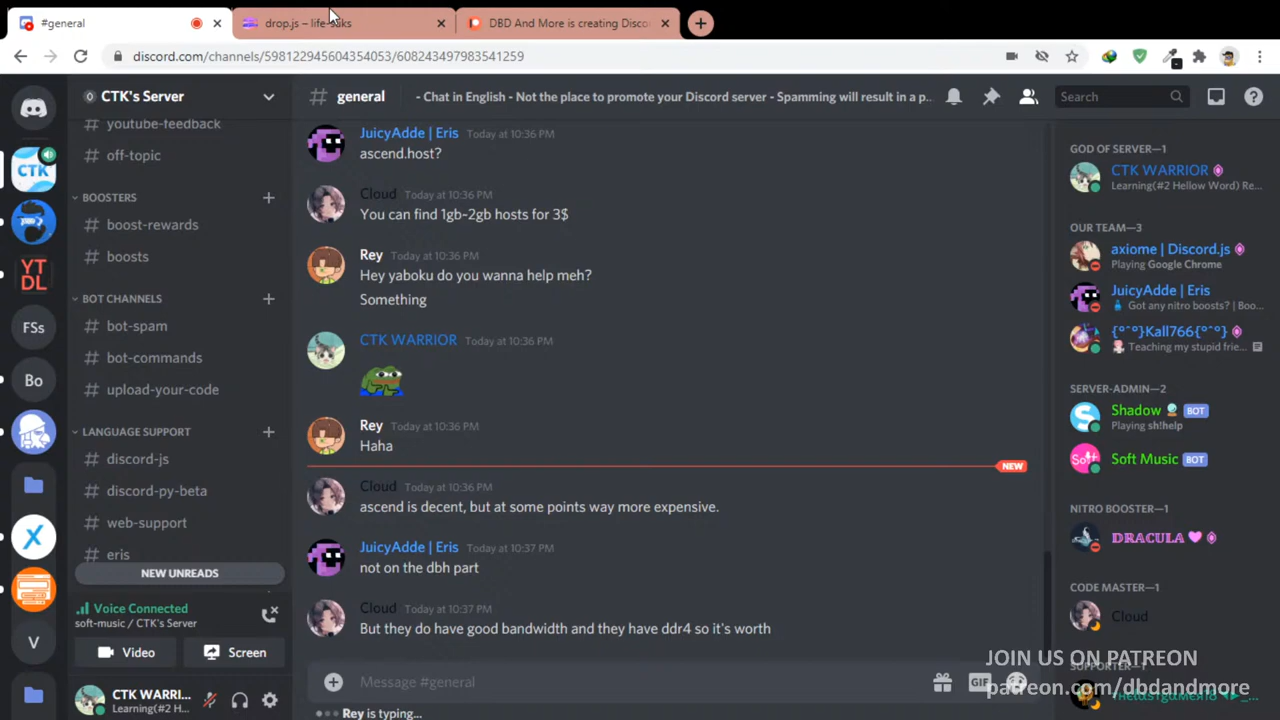 #general
drop.js – life-suks
DBD And More is creating Disco
discord.com/channels/598122945604354053/608243497983541259
CTK's Server
general
- Chat in English - Not the place to promote your Discord server - Spamming will result in a p...
Search
youtube-feedback
off-topic
BOOSTERS
boost-rewards
boosts
BOT CHANNELS
bot-spam
bot-commands
upload-your-code
LANGUAGE SUPPORT
discord-js
discord-py-beta
web-support
eris
NEW UNREADS
Voice Connected
soft-music / CTK's Server
Video
Screen
CTK WARRI...
Learning(#2 H...
CTK
YT
DL
FSs
Bo
V
JuicyAdde | Eris Today at 10:36 PM
ascend.host?
Cloud Today at 10:36 PM
You can find 1gb-2gb hosts for 3$
Rey Today at 10:36 PM
Hey yaboku do you wanna help meh?
Something
CTK WARRIOR Today at 10:36 PM
Rey Today at 10:36 PM
Haha
NEW
Cloud Today at 10:36 PM
ascend is decent, but at some points way more expensive.
JuicyAdde | Eris Today at 10:37 PM
not on the dbh part
Cloud Today at 10:37 PM
But they do have good bandwidth and they have ddr4 so it's worth
Message #general
GIF
Rey is typing...
GOD OF SERVER—1
CTK WARRIOR
Learning(#2 Hellow Word) Re...
OUR TEAM—3
axiome | Discord.js
Playing Google Chrome
JuicyAdde | Eris
Got any nitro boosts? | Boo...
{°ˆ°}Kall766{°ˆ°}
Teaching my stupid frie...
SERVER-ADMIN—2
Shadow BOT
Playing sh!help
Soft Music BOT
NITRO BOOSTER—1
DRACULA
CODE MASTER—1
Cloud
SUPPORTER—1
JOIN US ON PATREON
patreon.com/dbdandmore